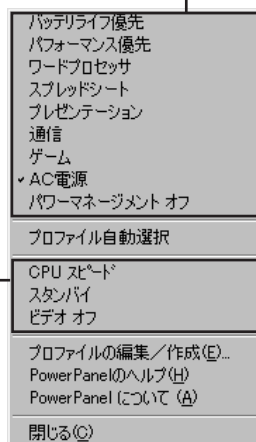 バッテリライフ優先
パフォーマンス優先
ワードプロセッサ
スプレッドシート
プレゼンテーション
通信
ゲーム
AC電源
パワーマネージメント オフ
プロファイル自動選択
CPU スピード
スタンバイ
ビデオ オフ
プロファイルの編集／作成(E)...
PowerPanelのヘルプ(H)
PowerPanel について (A)
閉じる(C)